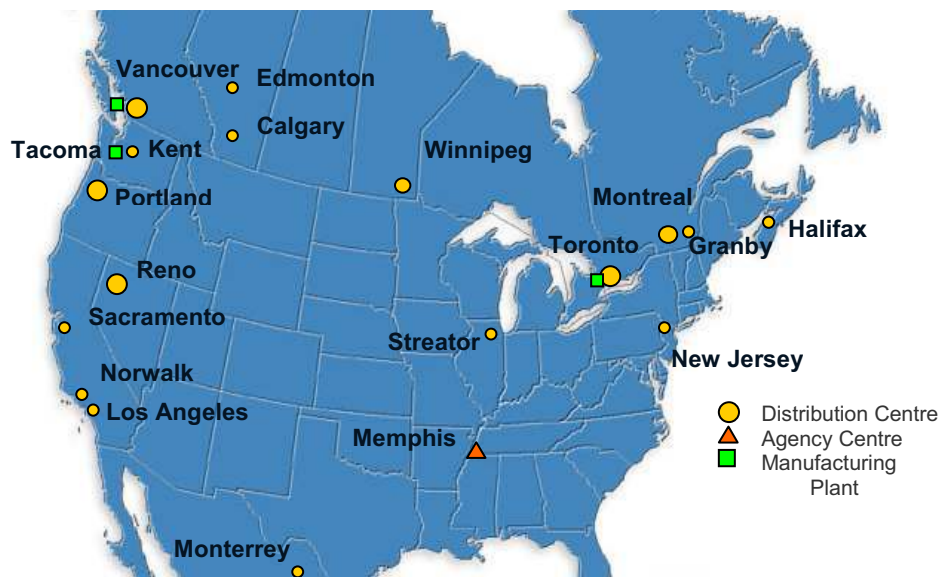 Vancouver
Edmonton
Calgary
Tacoma
Kent
Winnipeg
Portland
Montreal
Halifax
Toronto
Granby
Reno
Sacramento
Streator
New Jersey
Norwalk
Los Angeles
Memphis
Monterrey
Distribution Centre
Agency Centre
Manufacturing
Plant